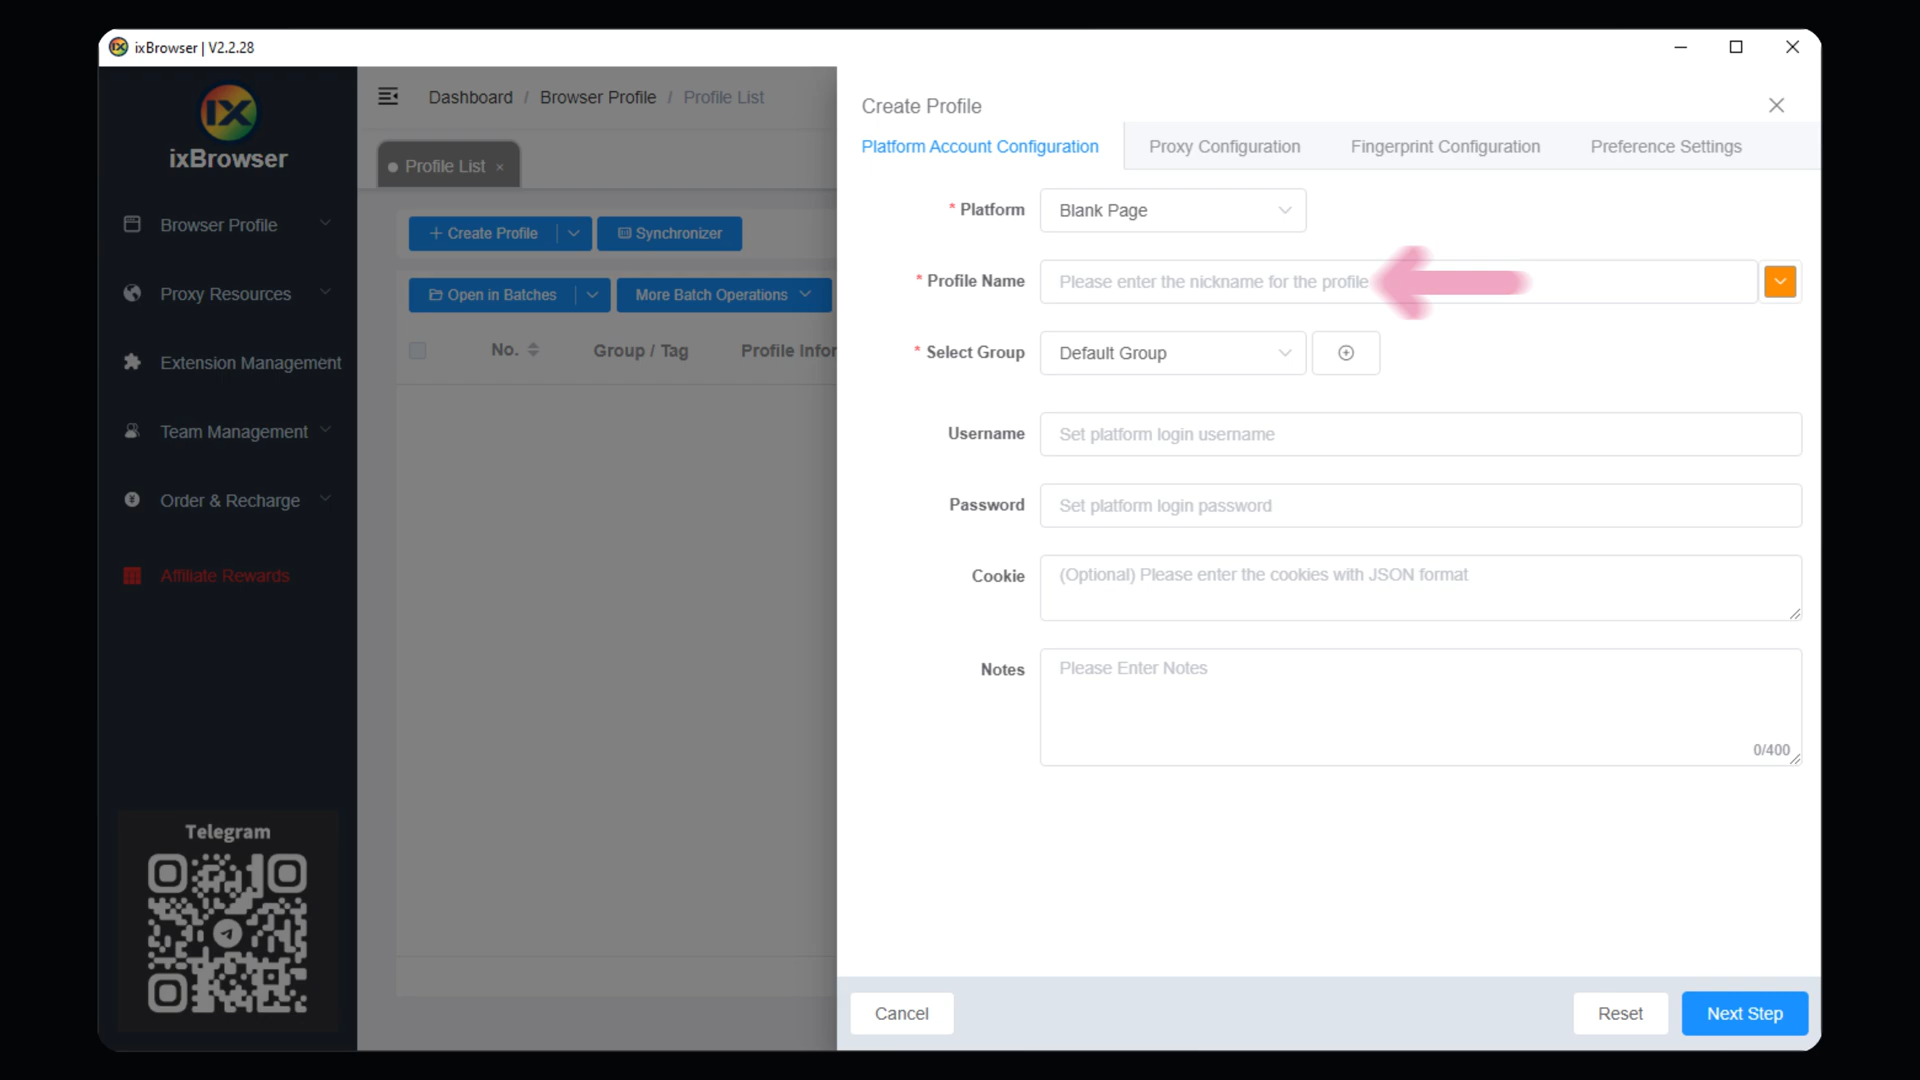 ixBrowser | V2.2.28
IX
ixBrowser
Browser Profile
Proxy Resources
Extension Management
Team Management
Order & Recharge
Affiliate Rewards
Telegram
Dashboard / Browser Profile / Profile List
Profile List
Create Profile
Synchronizer
Open in Batches
More Batch Operations
No.
Group / Tag
Profile Infor
Create Profile
Platform Account Configuration
Proxy Configuration
Fingerprint Configuration
Preference Settings
* Platform
Blank Page
* Profile Name
Please enter the nickname for the profile
* Select Group
Default Group
Username
Set platform login username
Password
Set platform login password
Cookie
(Optional) Please enter the cookies with JSON format
Notes
Please Enter Notes
0/400
Cancel
Reset
Next Step